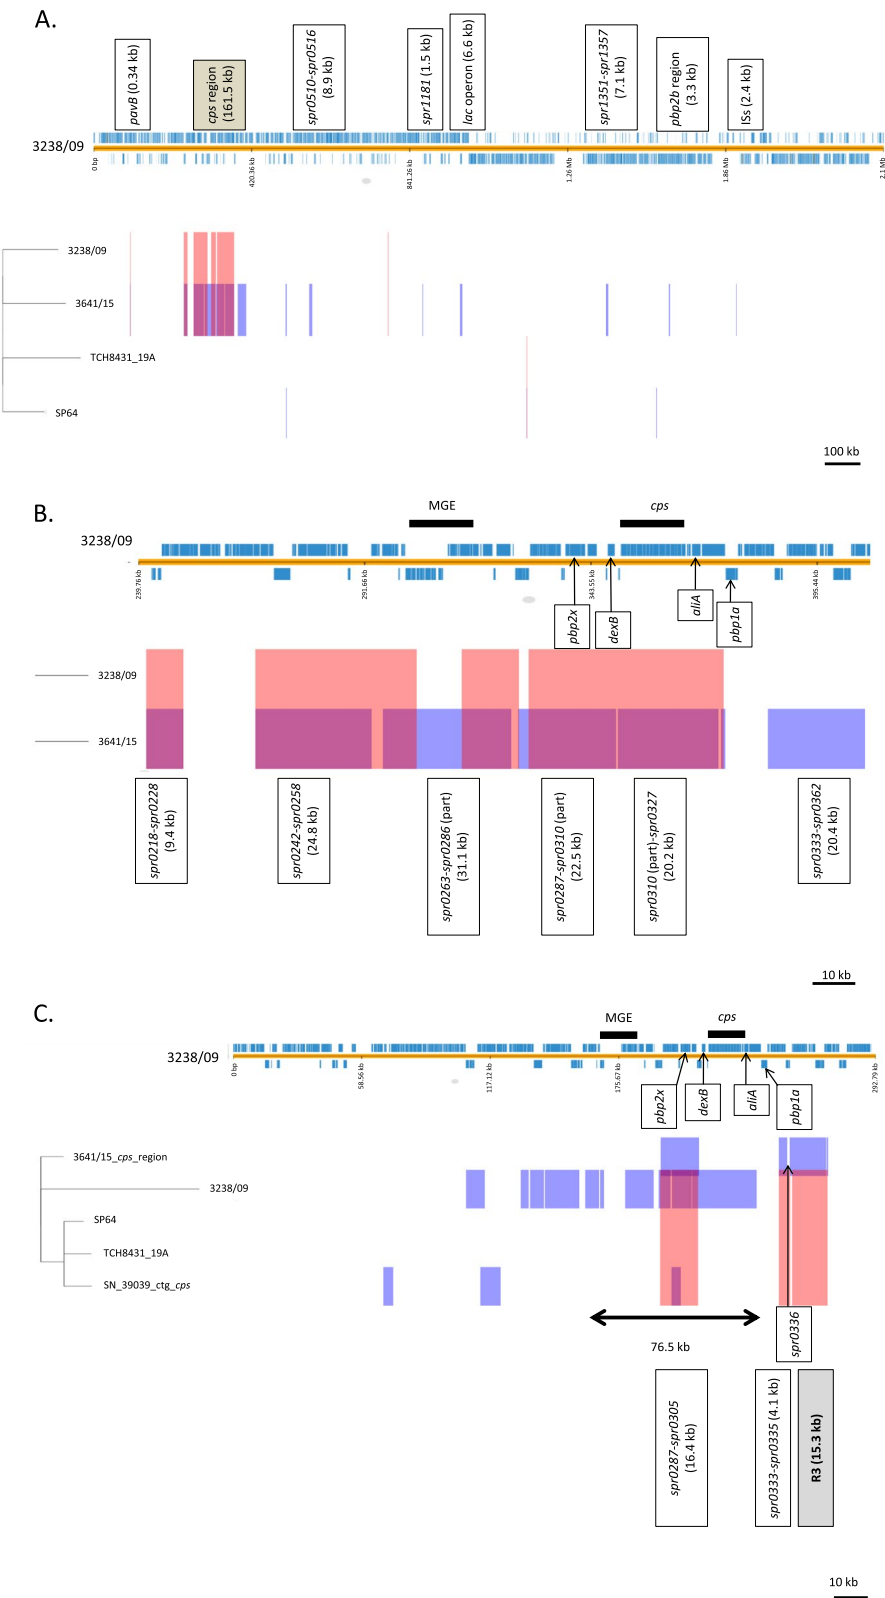 A.
pavB (0.34 kb)
cps region
(161.5 kb)
spr0510-spr0516
(8.9 kb)
spr1181 (1.5 kb)
lac operon (6.6 kb)
spr1351-spr1357
(7.1 kb)
pbp2b region
(3.3 kb)
ISs (2.4 kb)
3238/09
0 bp
420.36 kb
841.26 kb
1.26 Mb
1.86 Mb
2.1 Mb
3238/09
3641/15
TCH8431_19A
SP64
100 kb
B.
MGE
cps
3238/09
239.76 kb
291.66 kb
343.55 kb
395.44 kb
pbp2x
dexB
aliA
pbp1a
3238/09
3641/15
spr0218-spr0228
(9.4 kb)
spr0242-spr0258
(24.8 kb)
spr0263-spr0286 (part)
(31.1 kb)
spr0287-spr0310 (part)
(22.5 kb)
spr0310 (part)-spr0327
(20.2 kb)
spr0333-spr0362
(20.4 kb)
10 kb
C.
MGE
cps
3238/09
0 bp
58.56 kb
117.12 kb
175.67 kb
292.79 kb
pbp2x
dexB
aliA
pbp1a
3641/15_cps_region
3238/09
SP64
TCH8431_19A
SN_39039_ctg_cps
76.5 kb
spr0336
spr0287-spr0305
(16.4 kb)
spr0333-spr0335 (4.1 kb)
R3 (15.3 kb)
10 kb